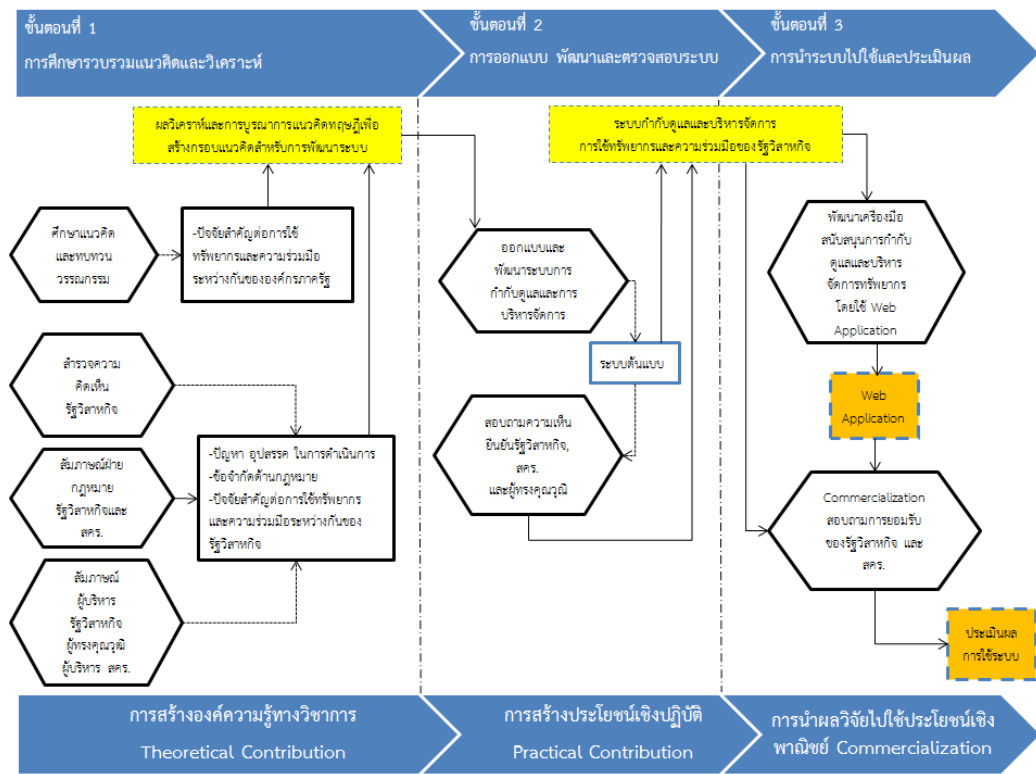 ขั้นตอนที่ 1
การศึกษารวบรวมแนวคิดและวิเคราะห์
ขั้นตอนที่ 2
การออกแบบ พัฒนาและตรวจสอบระบบ
ขั้นตอนที่ 3
การนำระบบไปใช้และประเมินผล
ผลวิเคราห์และการบูรณาการแนวคิดทฤษฎีเพื่อ
สร้างกรอบแนวคิดสำหรับการพัฒนาระบบ
ศึกษาแนวคิด
และทบทวน
วรรณกรรม
-ปัจจัยสำคัญต่อการใช้
ทรัพยากรและความร่วมมือ
ระหว่างกันขององค์กรภาครัฐ
สำรวจความ
คิดเห็น
รัฐวิสาหกิจ
สัมภาษณ์ฝ่าย
กฎหมาย
รัฐวิสาหกิจและ
สคร.
-ปัญหา อุปสรรค ในการดำเนินการ
-ข้อจำกัดด้านกฎหมาย
-ปัจจัยสำคัญต่อการใช้ทรัพยากร
และความร่วมมือระหว่างกันของ
รัฐวิสาหกิจ
สัมภาษณ์
ผู้บริหาร
รัฐวิสาหกิจ
ผู้ทรงคุณวุฒิ
ผู้บริหาร สคร.
ระบบกำกับดูแลและบริหารจัดการ
การใช้ทรัพยากรและความร่วมมือของรัฐวิสาหกิจ
ออกแบบและ
พัฒนาระบบการ
กำกับดูแลและการ
บริหารจัดการ
ระบบต้นแบบ
สอบถามความเห็น
ยืนยันรัฐวิสาหกิจ,
สคร.
และผู้ทรงคุณวุฒิ
พัฒนาเครื่องมือ
สนับสนุนการกำกับ
ดูแลและบริหาร
จัดการทรัพยากร
โดยใช้ Web
Application
Web
Application
Commercialization
สอบถามการยอมรับ
ของรัฐวิสาหกิจ และ
สคร.
ประเมินผล
การใช้ระบบ
การสร้างองค์ความรู้ทางวิชาการ
Theoretical Contribution
การสร้างประโยชน์เชิงปฏิบัติ
Practical Contribution
การนำผลวิจัยไปใช้ประโยชน์เชิง
พาณิชย์ Commercialization